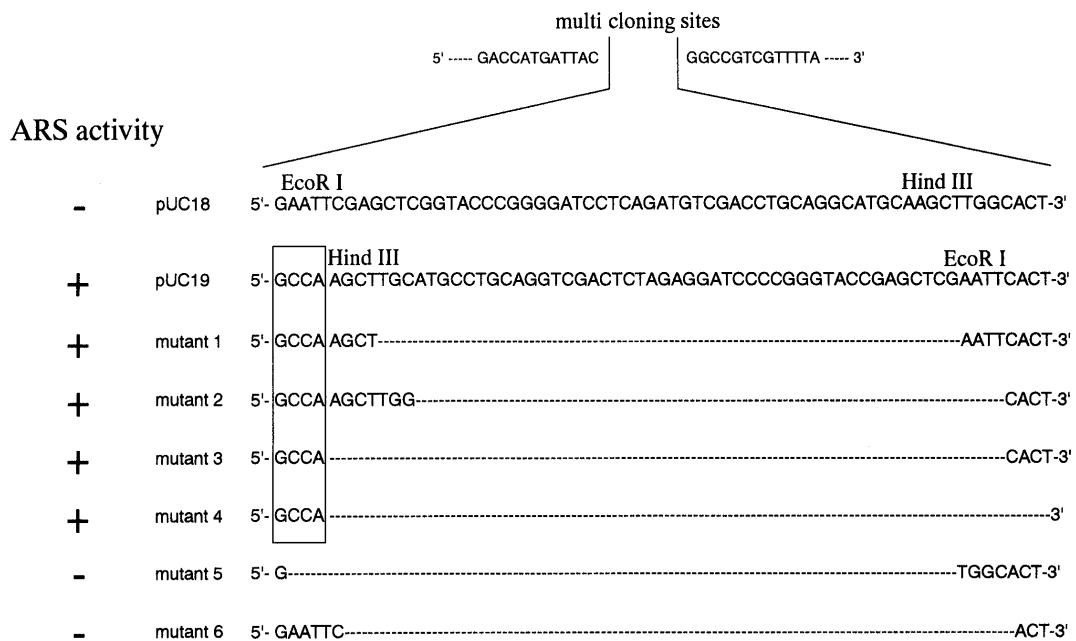 multi cloning sites
5' ----- GACCATGATTAC GGCCGTCGTTTTA ----- 3'
ARS activity
EcoR I Hind III
- pUC18 5'- GAATTCGAGCTCGGTACCCGGGGATCCTCAGATGTCGACCTGCAGGCATGCAAGCTTGGCACT-3'
Hind III EcoR I
+ pUC19 5'- GCCA AGCTTGCATGCCTGCAGGTCGACTCTAGAGGATCCCCGGGTACCGAGCTCGAATTCACT-3'
+ mutant 1 5'- GCCA AGCT------AATTCACT-3'
+ mutant 2 5'- GCCA AGCTTGG------CACT-3'
+ mutant 3 5'- GCCA ------CACT-3'
+ mutant 4 5'- GCCA ------3'
- mutant 5 5'- G------TGGCACT-3'
- mutant 6 5'- GAATTC------ACT-3'